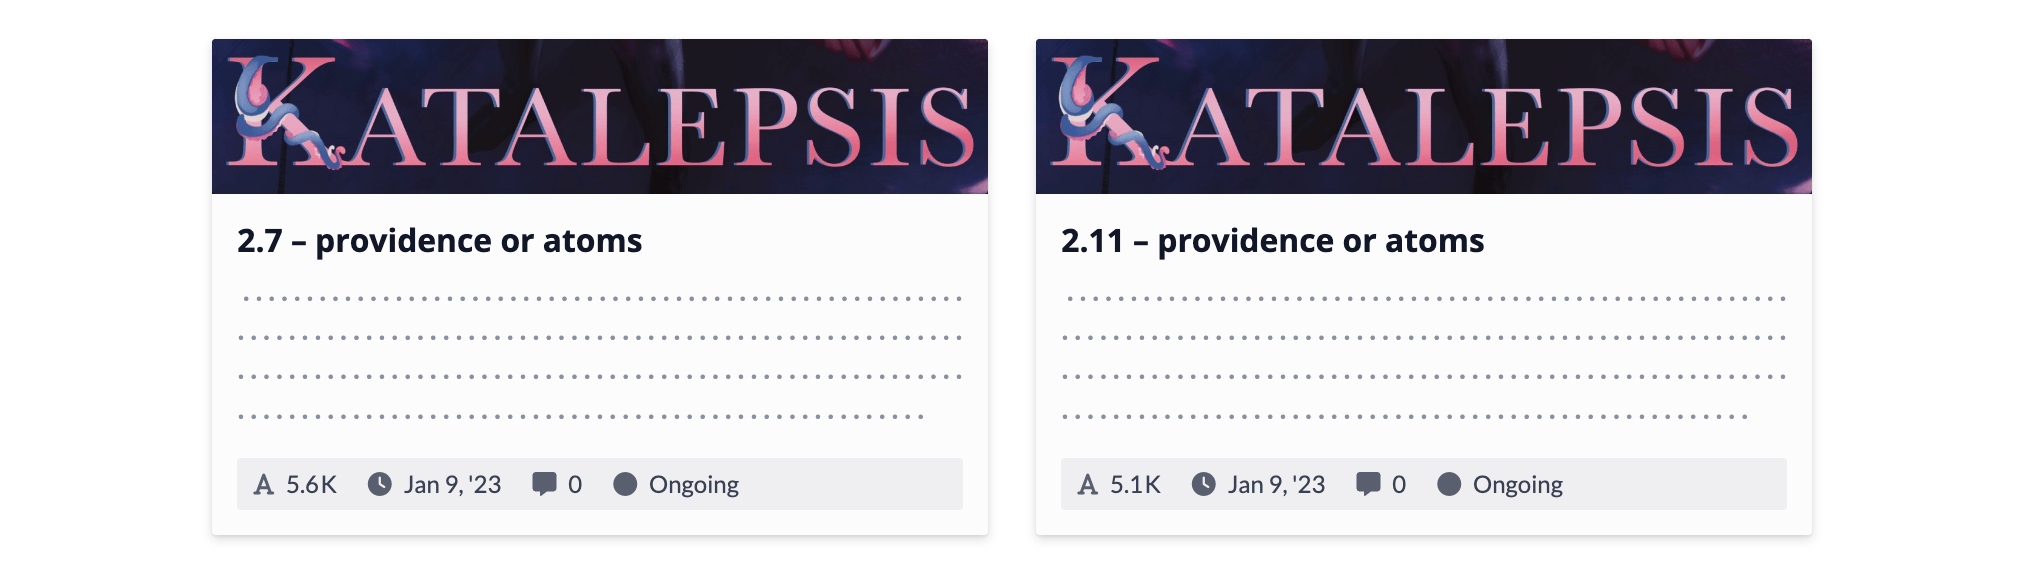 KATALEPSIS
2.7 – providence or atoms
5.6K Jan 9, '23 0 Ongoing
KATALEPSIS
2.11 – providence or atoms
5.1K Jan 9, '23 0 Ongoing